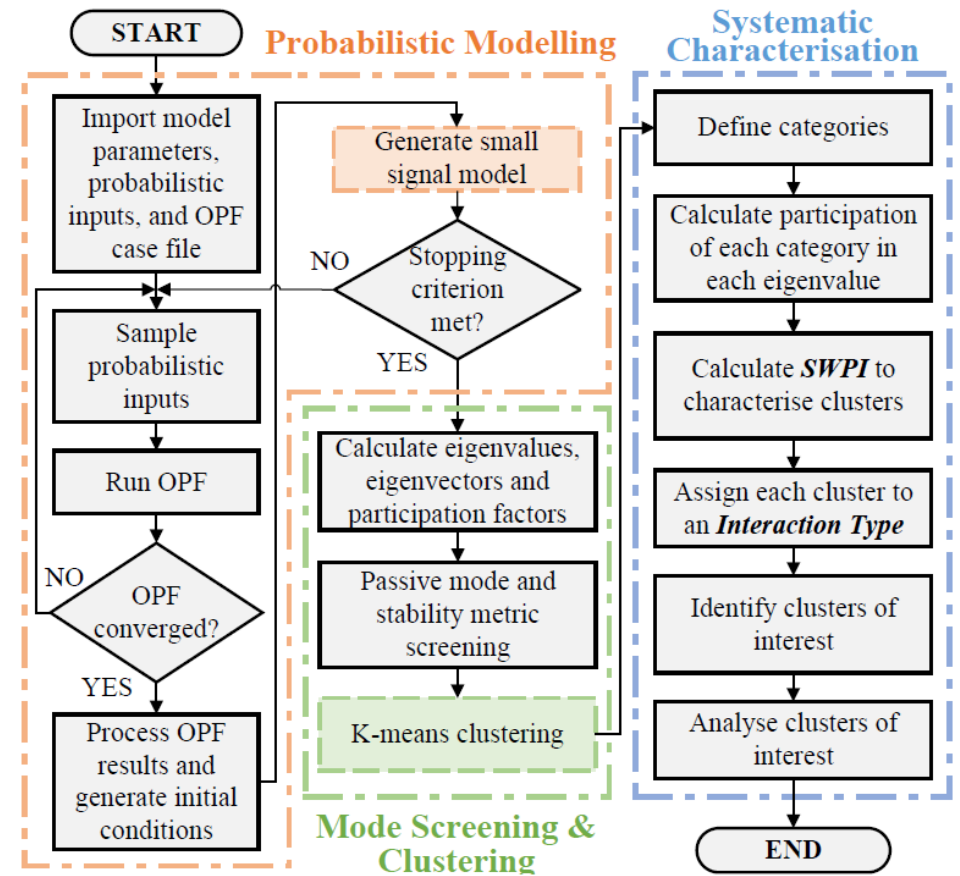 START
Probabilistic Modelling
Import model
parameters,
probabilistic
inputs, and OPF
case file
Sample
probabilistic
inputs
Run OPF
NO
OPF
converged?
YES
Process OPF
results and
generate initial
conditions
Generate small
signal model
NO
Stopping
criterion
met?
YES
Calculate eigenvalues,
eigenvectors and
participation factors
Passive mode and
stability metric
screening
K-means clustering
Mode Screening &
Clustering
Systematic
Characterisation
Define categories
Calculate participation
of each category in
each eigenvalue
Calculate SWPI to
characterise clusters
Assign each cluster to
an Interaction Type
Identify clusters of
interest
Analyse clusters of
interest
END